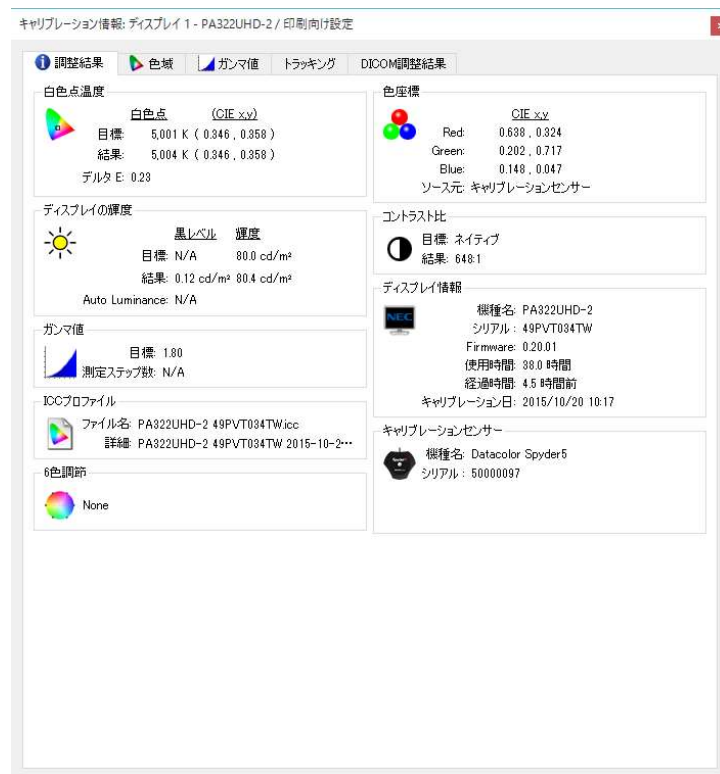 キャリブレーション情報: ディスプレイ 1 - PA322UHD-2 / 印刷向け設定
調整結果 色域 ガンマ値 トラッキング DICOM調整結果
白色点温度
白色点 (CIE x,y)
目標: 5,001 K ( 0.346 , 0.358 )
結果: 5,004 K ( 0.346 , 0.358 )
デルタ E: 0.23
ディスプレイの輝度
黒レベル 輝度
目標: N/A 80.0 cd/m²
結果: 0.12 cd/m² 80.4 cd/m²
Auto Luminance: N/A
ガンマ値
目標: 1.80
測定ステップ数: N/A
ICCプロファイル
ファイル名: PA322UHD-2 49PVT034TW.icc
詳細: PA322UHD-2 49PVT034TW 2015-10-2…
6色調節
None
色座標
CIE x,y
Red: 0.638 , 0.324
Green: 0.202 , 0.717
Blue: 0.148 , 0.047
ソース元: キャリブレーションセンサー
コントラスト比
目標: ネイティブ
結果: 648:1
ディスプレイ情報
NEC
機種名: PA322UHD-2
シリアル : 49PVT034TW
Firmware: 0.20.01
使用時間: 38.0 時間
経過時間: 4.5 時間前
キャリブレーション日: 2015/10/20 10:17
キャリブレーションセンサー
機種名: Datacolor Spyder5
シリアル : 50000097